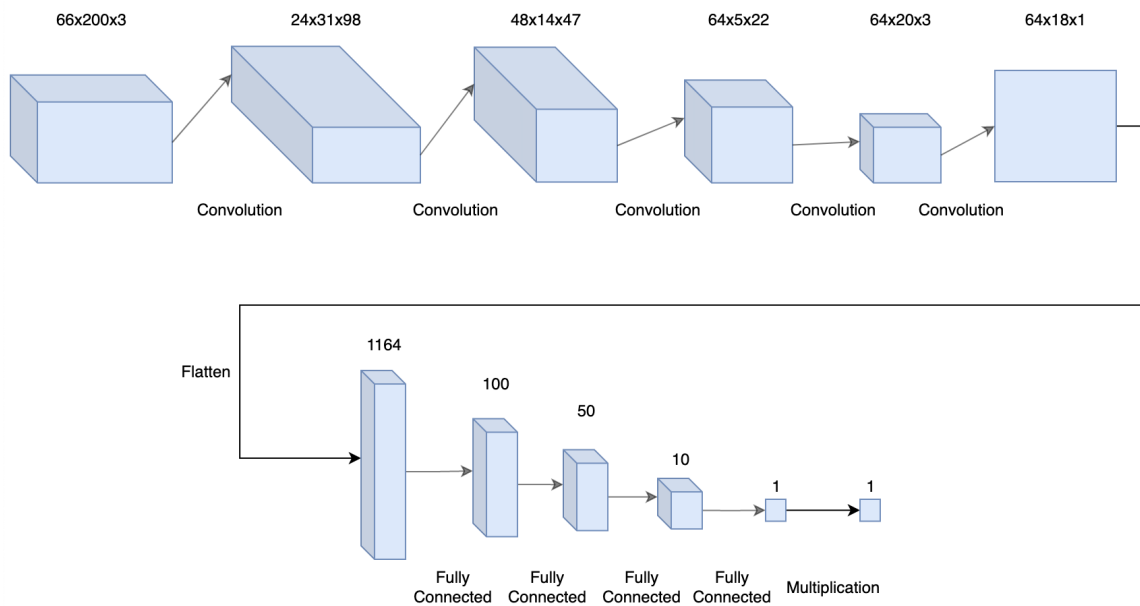 66x200x3
24x31x98
48x14x47
64x5x22
64x20x3
64x18x1
Convolution
Convolution
Convolution
Convolution
Convolution
Flatten
1164
100
50
10
1
1
Fully
Connected
Fully
Connected
Fully
Connected
Fully
Connected
Multiplication